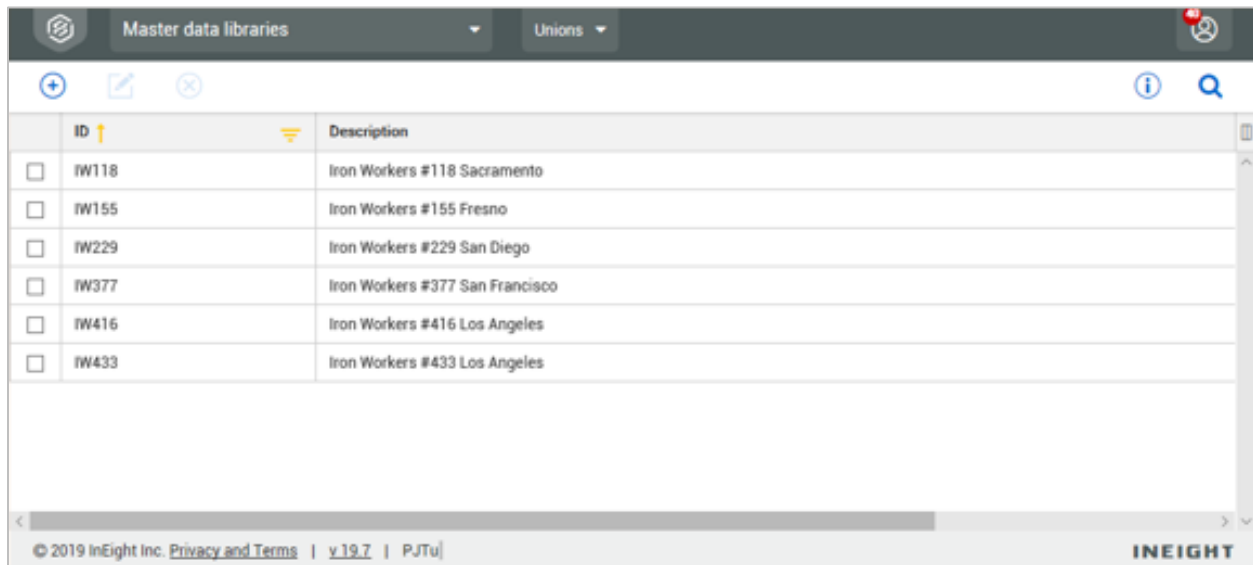 Master data libraries Unions 40
ID Description
IW118 Iron Workers #118 Sacramento
IW155 Iron Workers #155 Fresno
IW229 Iron Workers #229 San Diego
IW377 Iron Workers #377 San Francisco
IW416 Iron Workers #416 Los Angeles
IW433 Iron Workers #433 Los Angeles
© 2019 InEight Inc. Privacy and Terms | v 19.7 | PJTu INEIGHT